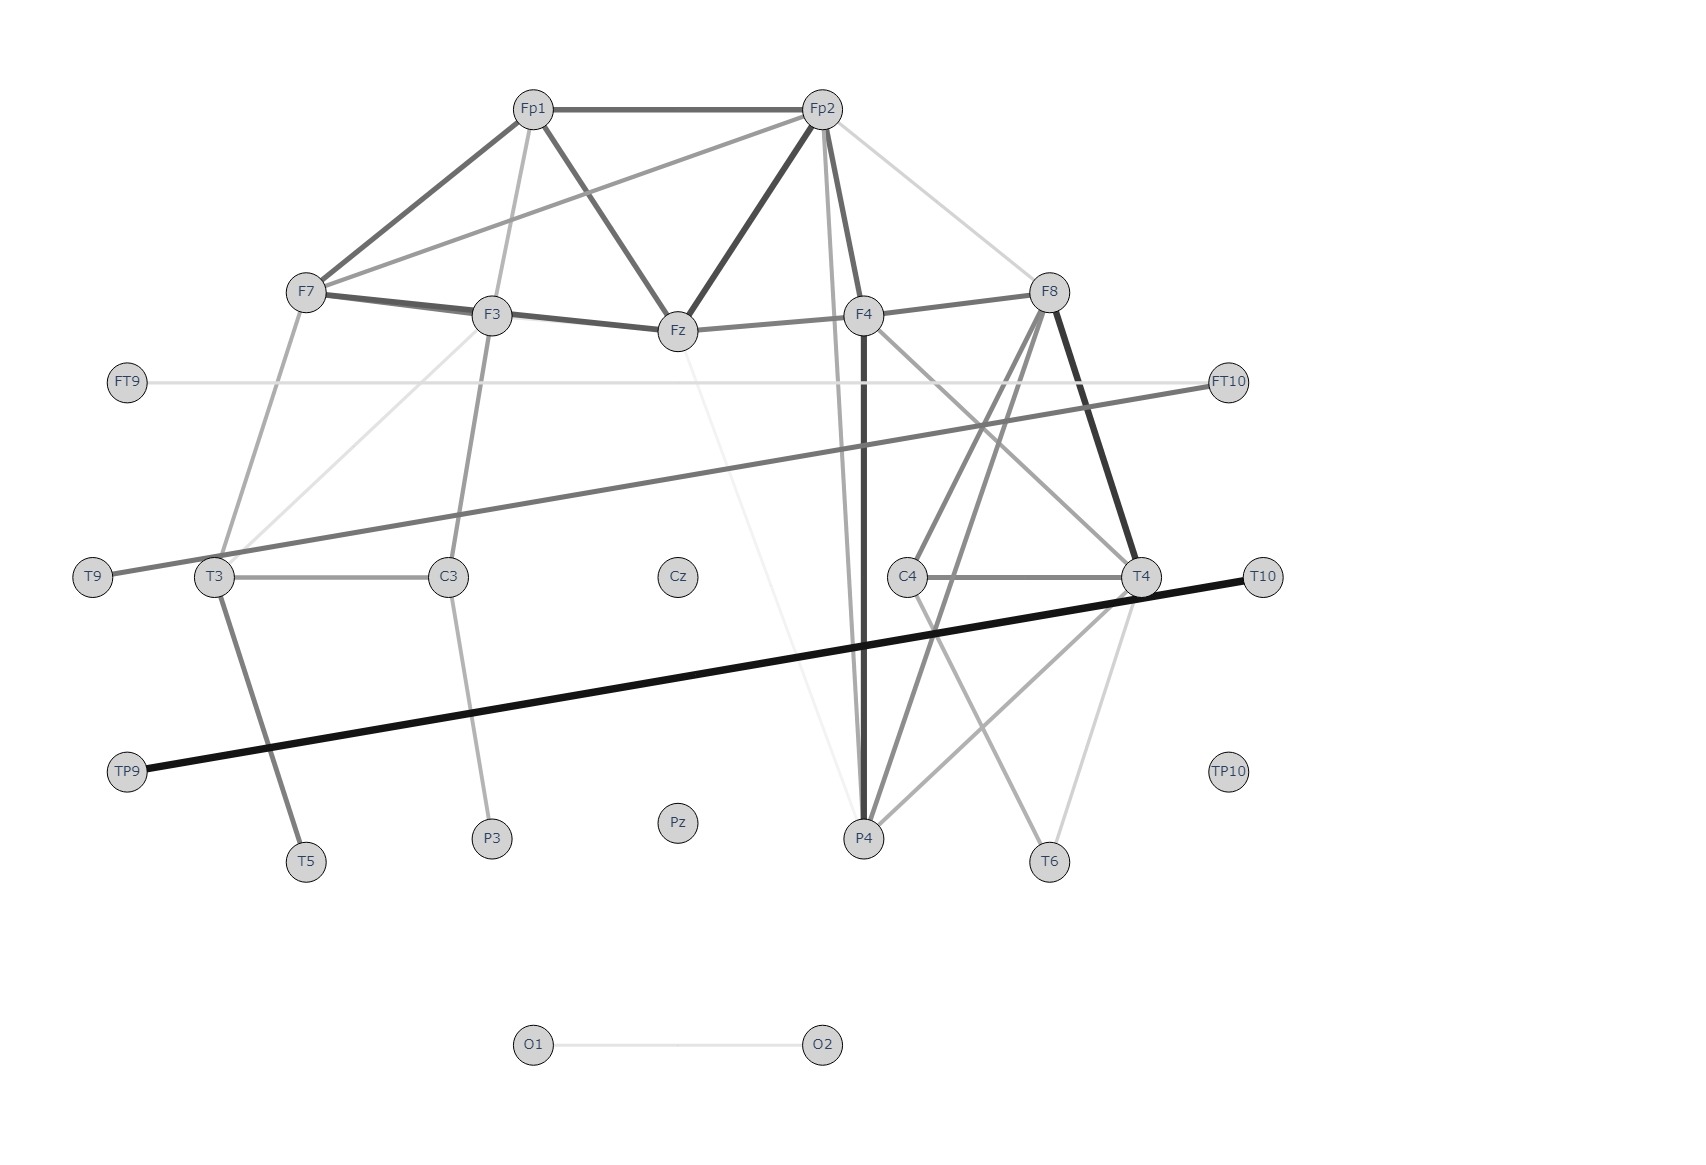 Fp1 Fp2
F7 F3 Fz F4 F8
FT9 FT10
T9 T3 C3 Cz C4 T4 T10
TP9 TP10
T5 P3 Pz P4 T6
O1 O2